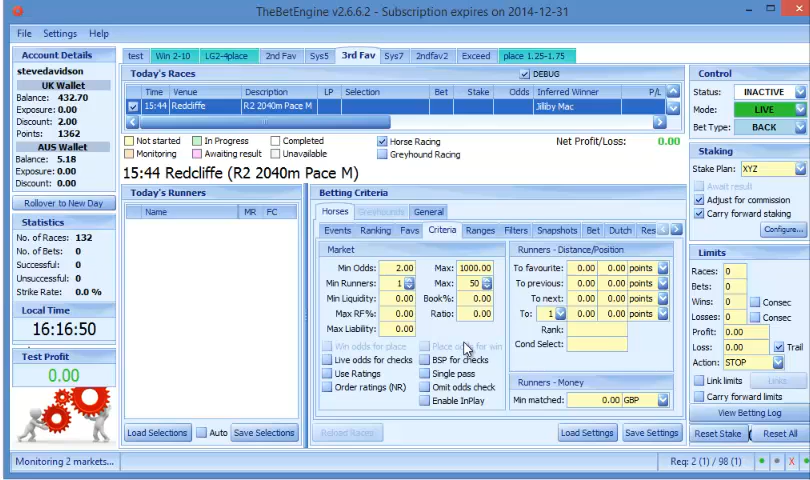 TheBetEngine v2.6.6.2 - Subscription expires on 2014-12-31
File Settings Help
Account Details
stevedavidson
UK Wallet
Balance: 432.70
Exposure: 0.00
Discount: 2.00
Points: 1362
AUS Wallet
Balance: 5.18
Exposure: 0.00
Discount: 0.00
Rollover to New Day
Statistics
No. of Races: 132
No. of Bets: 0
Successful: 0
Unsuccessful: 0
Strike Rate: 0.0 %
Local Time
16:16:50
Test Profit
0.00
test Win 2-10 LG2-4place 2nd Fav Sys5 3rd Fav Sys7 2ndfav2 Exceed place 1.25-1.75
Today's Races DEBUG
Time Venue Description LP Selection Bet Stake Odds Inferred Winner P/L
15:44 Redcliffe R2 2040m Pace M Jilliby Mac
Not started In Progress Completed Horse Racing Net Profit/Loss: 0.00
Monitoring Awaiting result Unavailable Greyhound Racing
15:44 Redcliffe (R2 2040m Pace M)
Today's Runners
Name MR FC
Load Selections Auto Save Selections
Betting Criteria
Horses Greyhounds General
Events Ranking Favs Criteria Ranges Filters Snapshots Bet Dutch Res
Market
Min Odds: 2.00 Max: 1000.00
Min Runners: 1 Max: 50
Min Liquidity: 0.00 Book%: 0.00
Max RF%: 0.00 Ratio: 0.00
Max Liability: 0.00
Win odds for place Place odds for win
Live odds for checks BSP for checks
Use Ratings Single pass
Order ratings (NR) Omit odds check
Enable InPlay
Runners - Distance/Position
To favourite: 0.00 0.00 points
To previous: 0.00 0.00 points
To next: 0.00 0.00 points
To: 1 0.00 0.00 points
Rank:
Cond Select:
Runners - Money
Min matched: 0.00 GBP
Reload Races Load Settings Save Settings
Control
Status: INACTIVE
Mode: LIVE
Bet Type: BACK
Staking
Stake Plan: XYZ
Await result
Adjust for commission
Carry forward staking
Configure...
Limits
Races: 0
Bets: 0
Wins: 0 Consec
Losses: 0 Consec
Profit: 0.00
Loss: 0.00 Trail
Action: STOP
Link limits Links...
Carry forward limits
View Betting Log
Reset Stake Reset All
Monitoring 2 markets... Req: 2 (1) / 98 (1) X